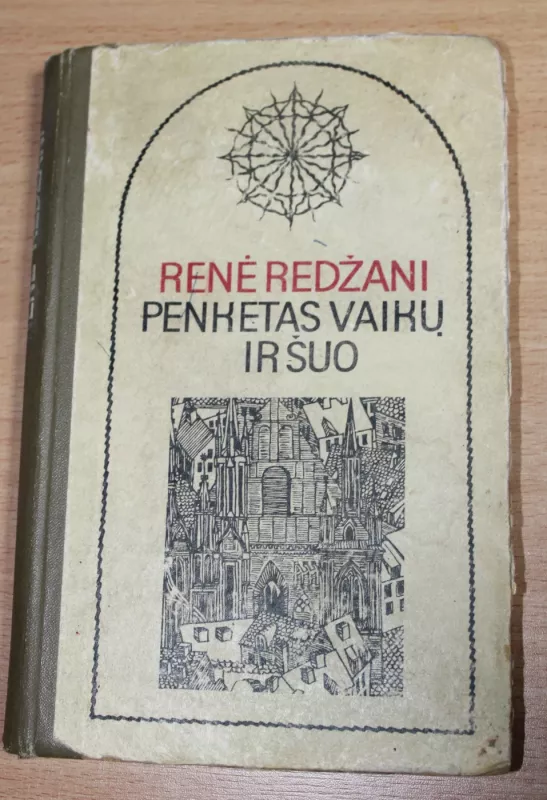 RENĖ REDŽANI
PENKETAS VAIKŲ
IR ŠUO